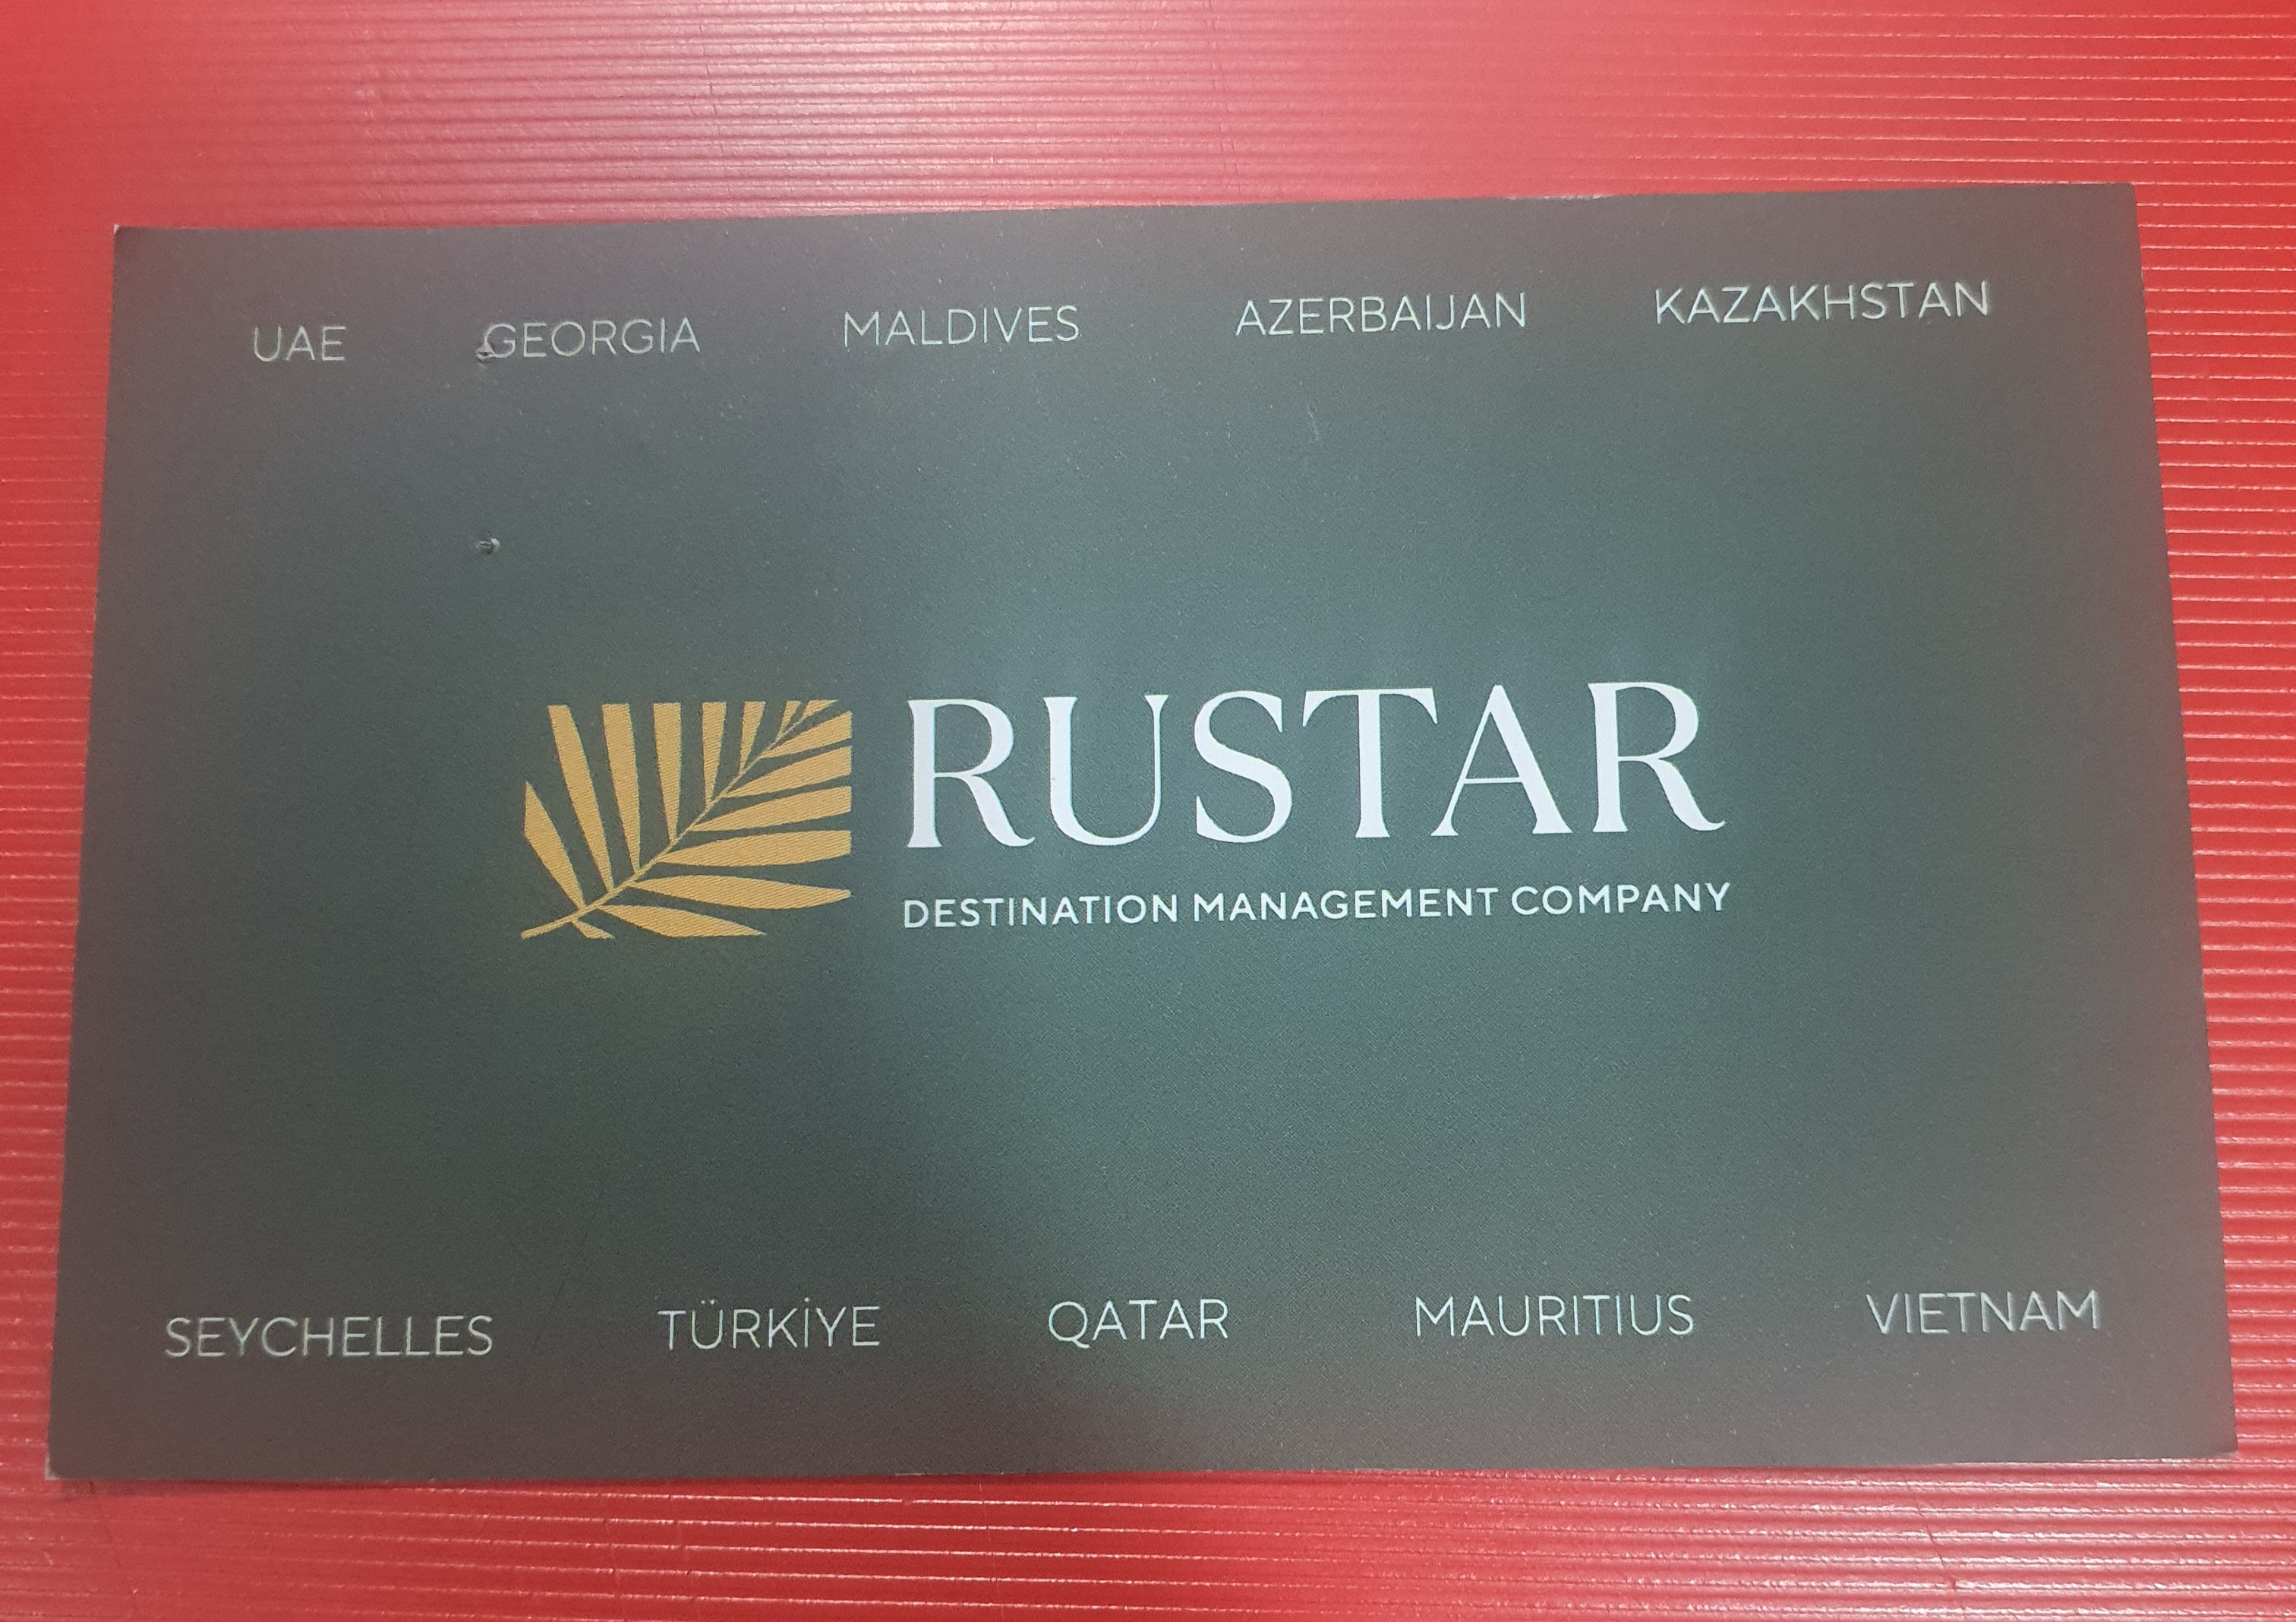 UAE GEORGIA MALDIVES AZERBAIJAN KAZAKHSTAN
RUSTAR
DESTINATION MANAGEMENT COMPANY
SEYCHELLES TÜRKİYE QATAR MAURITIUS VIETNAM